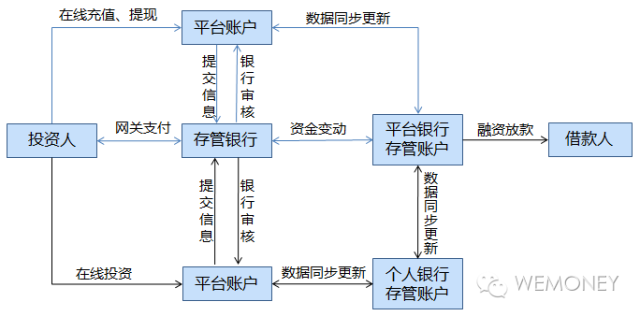 在线充值、提现
平台账户
数据同步更新
提交信息
银行审核
投资人
网关支付
存管银行
资金变动
平台银行
存管账户
融资放款
借款人
提交信息
银行审核
数据同步更新
在线投资
平台账户
数据同步更新
个人银行
存管账户
WEMONEY